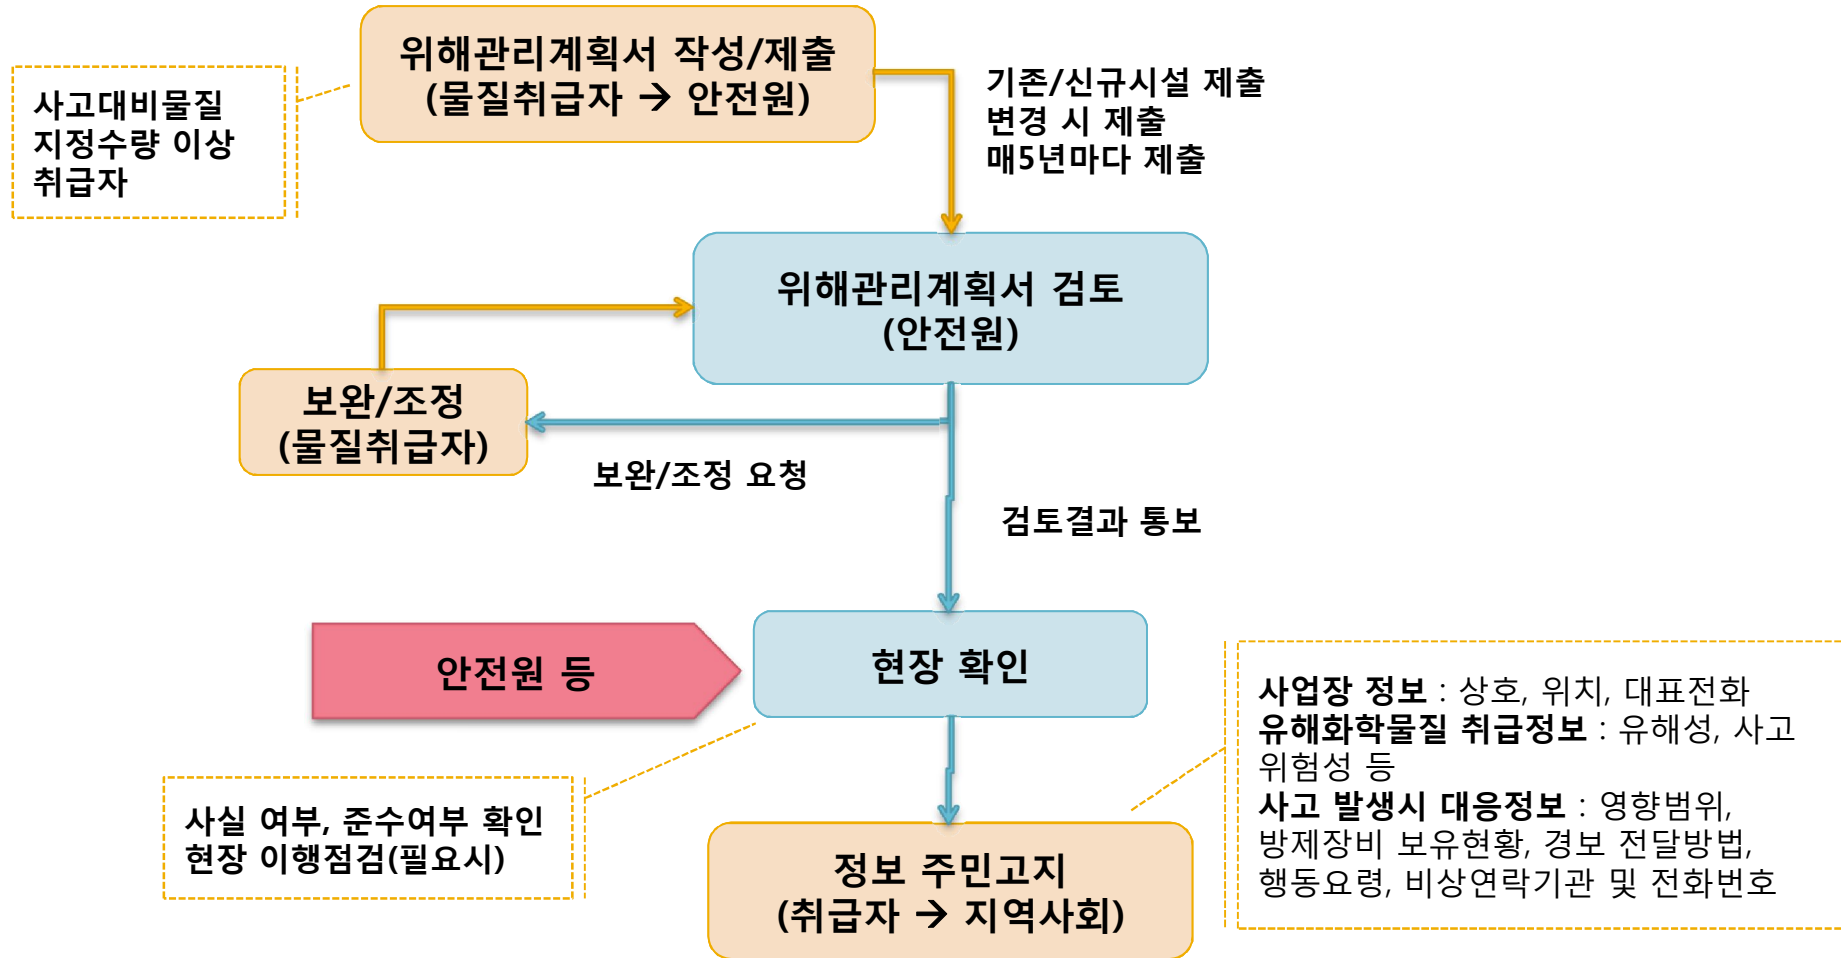 위해관리계획서 작성/제출
(물질취급자 → 안전원)
사고대비물질
지정수량 이상
취급자
기존/신규시설 제출
변경 시 제출
매5년마다 제출
위해관리계획서 검토
(안전원)
보완/조정
(물질취급자)
보완/조정 요청
검토결과 통보
안전원 등
현장 확인
사실 여부, 준수여부 확인
현장 이행점검(필요시)
사업장 정보 : 상호, 위치, 대표전화
유해화학물질 취급정보 : 유해성, 사고
위험성 등
사고 발생시 대응정보 : 영향범위,
방제장비 보유현황, 경보 전달방법,
행동요령, 비상연락기관 및 전화번호
정보 주민고지
(취급자 → 지역사회)